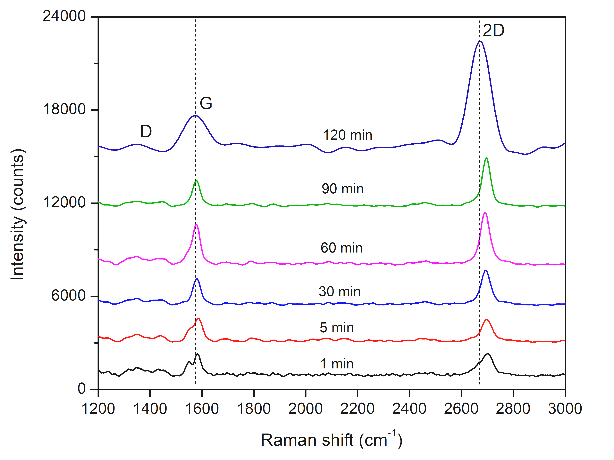 24000
18000
12000
6000
0
Intensity (counts)
D
G
2D
120 min
90 min
60 min
30 min
5 min
1 min
1200 1400 1600 1800 2000 2200 2400 2600 2800 3000
Raman shift (cm⁻¹)